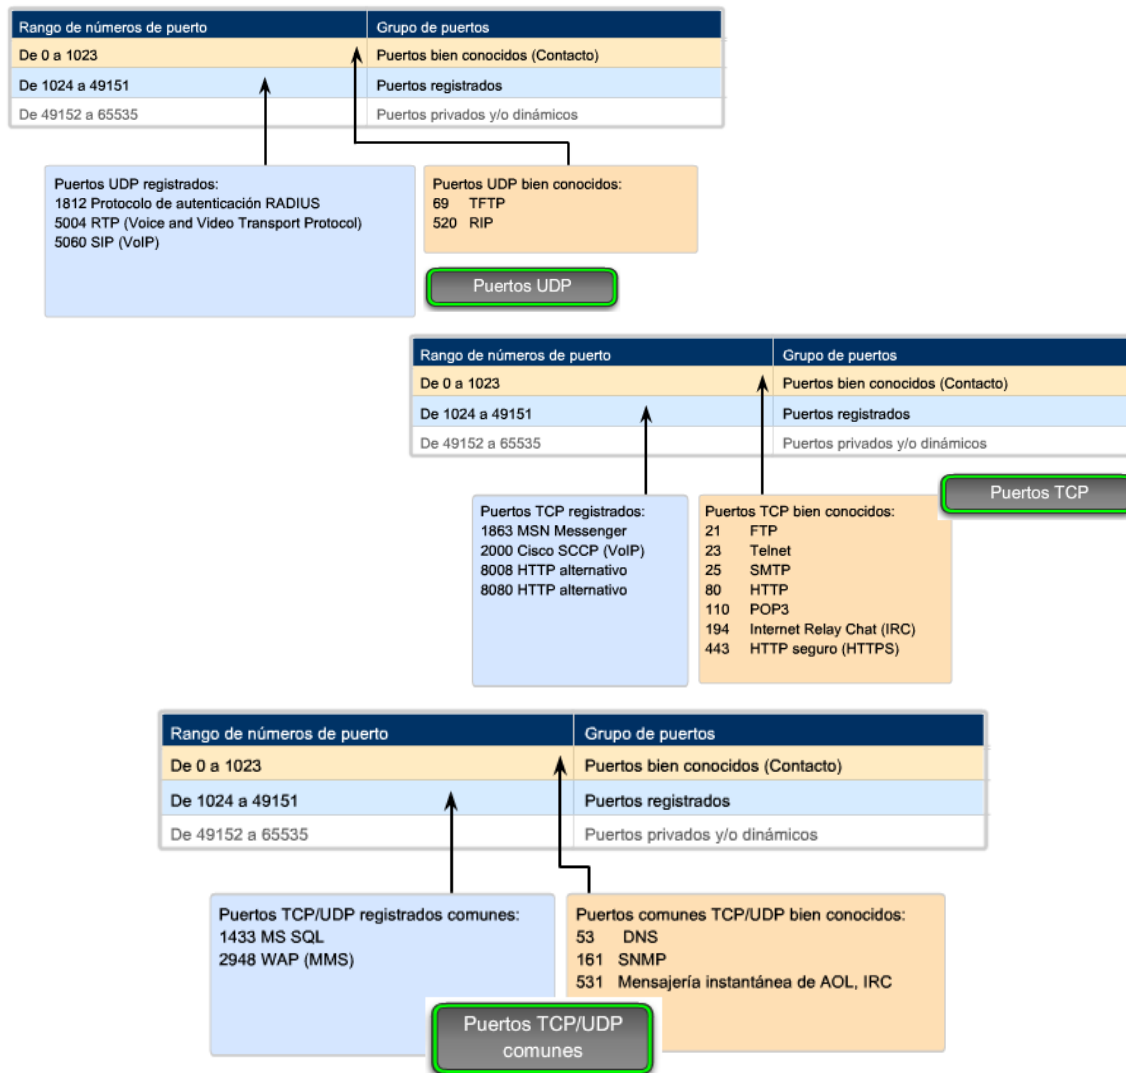 Rango de números de puerto Grupo de puertos
De 0 a 1023 Puertos bien conocidos (Contacto)
De 1024 a 49151 Puertos registrados
De 49152 a 65535 Puertos privados y/o dinámicos
Puertos UDP registrados:
1812 Protocolo de autenticación RADIUS
5004 RTP (Voice and Video Transport Protocol)
5060 SIP (VoIP)
Puertos UDP bien conocidos:
69 TFTP
520 RIP
Puertos UDP
Rango de números de puerto Grupo de puertos
De 0 a 1023 Puertos bien conocidos (Contacto)
De 1024 a 49151 Puertos registrados
De 49152 a 65535 Puertos privados y/o dinámicos
Puertos TCP
Puertos TCP registrados:
1863 MSN Messenger
2000 Cisco SCCP (VoIP)
8008 HTTP alternativo
8080 HTTP alternativo
Puertos TCP bien conocidos:
21 FTP
23 Telnet
25 SMTP
80 HTTP
110 POP3
194 Internet Relay Chat (IRC)
443 HTTP seguro (HTTPS)
Rango de números de puerto Grupo de puertos
De 0 a 1023 Puertos bien conocidos (Contacto)
De 1024 a 49151 Puertos registrados
De 49152 a 65535 Puertos privados y/o dinámicos
Puertos TCP/UDP registrados comunes:
1433 MS SQL
2948 WAP (MMS)
Puertos comunes TCP/UDP bien conocidos:
53 DNS
161 SNMP
531 Mensajería instantánea de AOL, IRC
Puertos TCP/UDP
comunes